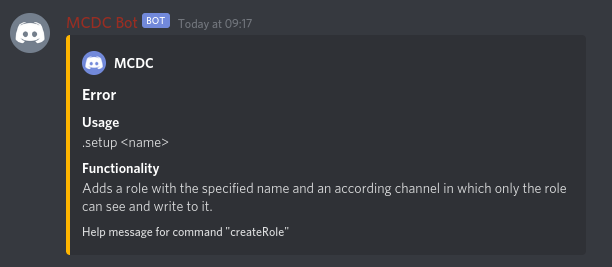 MCDC Bot BOT Today at 09:17
MCDC
Error
Usage
.setup <name>
Functionality
Adds a role with the specified name and an according channel in which only the role
can see and write to it.
Help message for command "createRole"